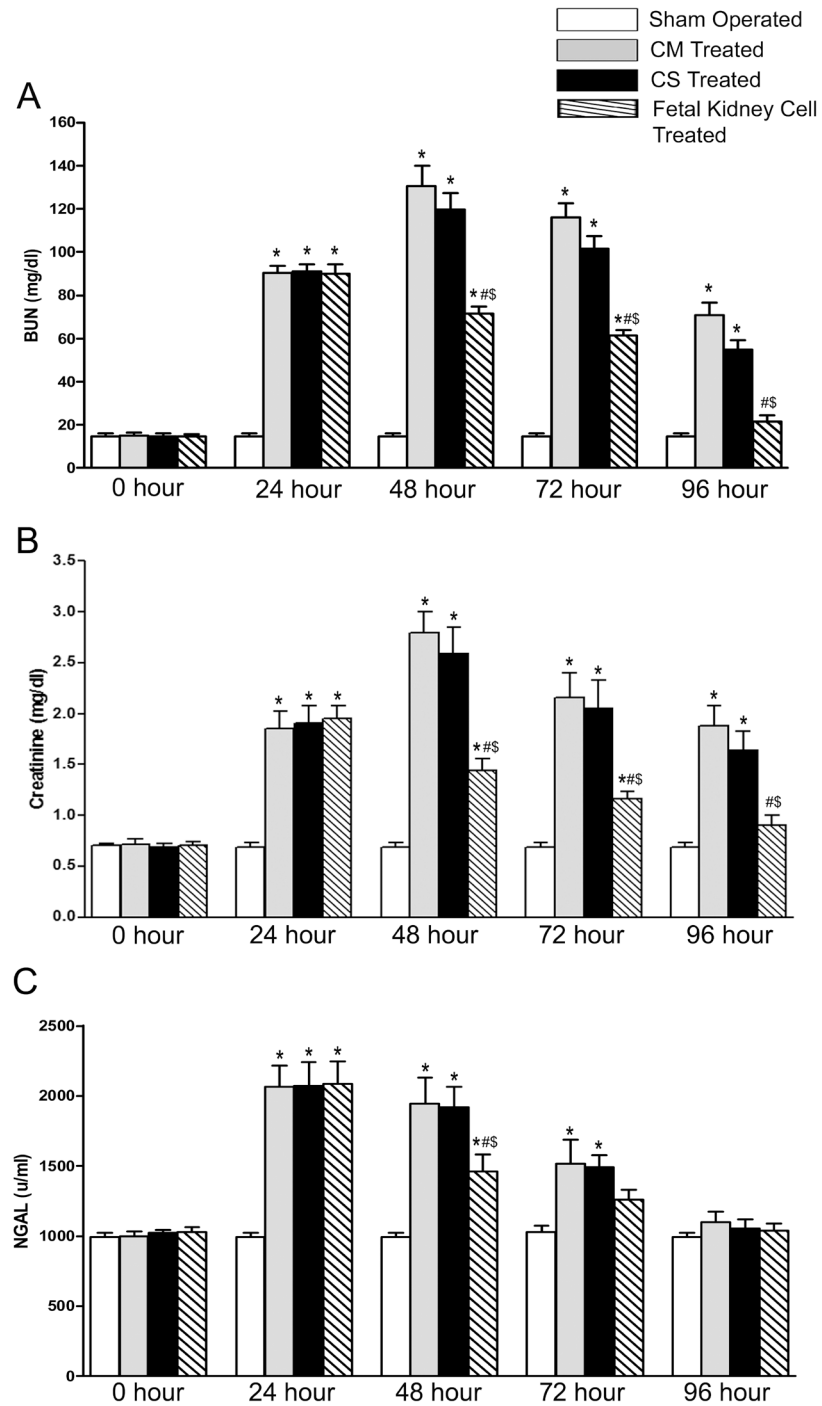 Sham Operated
CM Treated
CS Treated
Fetal Kidney Cell
Treated
A
160
140
120
100
80
60
40
20
0
BUN (mg/dl)
* * *
* * *#$
* * *#$
* * #$
0 hour 24 hour 48 hour 72 hour 96 hour
B
3.5
3.0
2.5
2.0
1.5
1.0
0.5
0.0
Creatinine (mg/dl)
* * *
* * *#$
* * *#$
* * #$
0 hour 24 hour 48 hour 72 hour 96 hour
C
2500
2000
1500
1000
500
0
NGAL (u/ml)
* * *
* * *#$
* *
0 hour 24 hour 48 hour 72 hour 96 hour